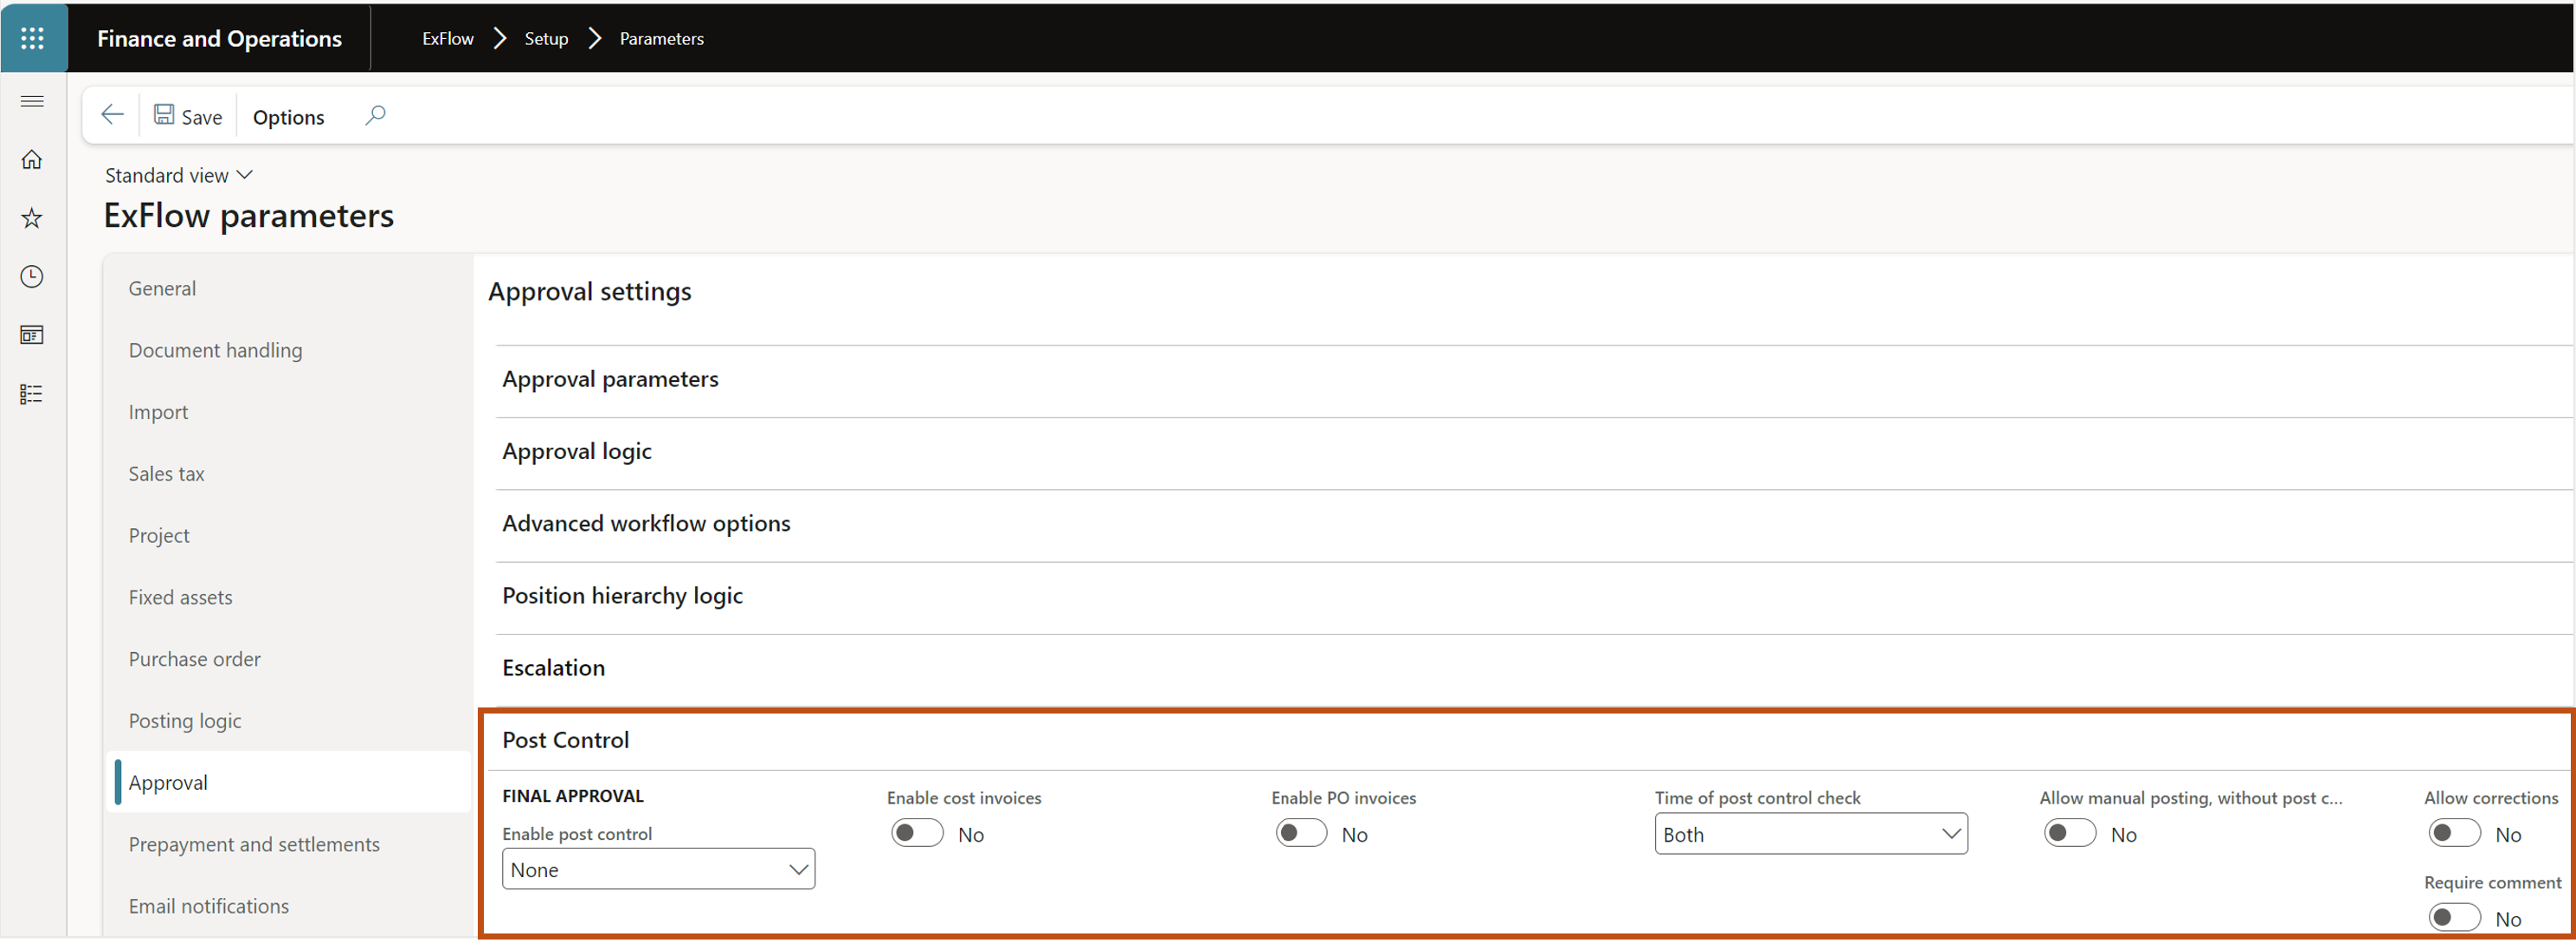 Finance and Operations
ExFlow > Setup > Parameters
Save
Options
Standard view
ExFlow parameters
General
Document handling
Import
Sales tax
Project
Fixed assets
Purchase order
Posting logic
Approval
Prepayment and settlements
Email notifications
Approval settings
Approval parameters
Approval logic
Advanced workflow options
Position hierarchy logic
Escalation
Post Control
FINAL APPROVAL
Enable post control
None
Enable cost invoices
No
Enable PO invoices
No
Time of post control check
Both
Allow manual posting, without post c...
No
Allow corrections
No
Require comment
No